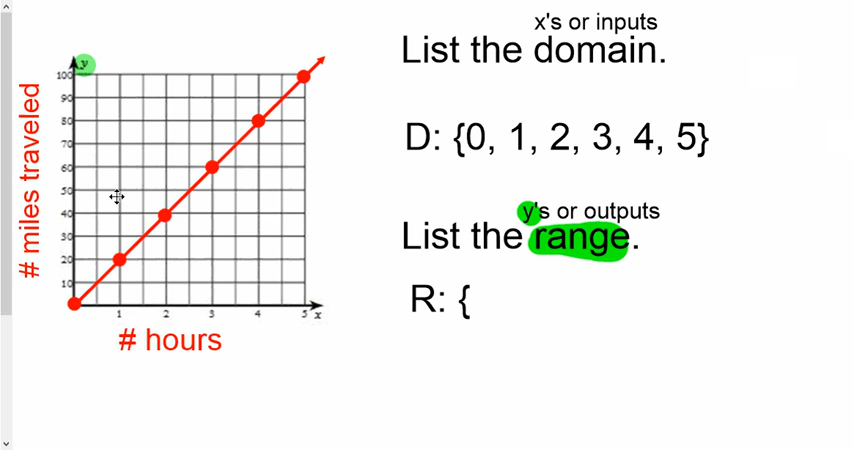 x's or inputs
List the domain.
D: {0, 1, 2, 3, 4, 5}
y's or outputs
List the range.
R: {
y
100
90
80
70
60
50
40
30
20
10
1 2 3 4 5 x
# miles traveled
# hours